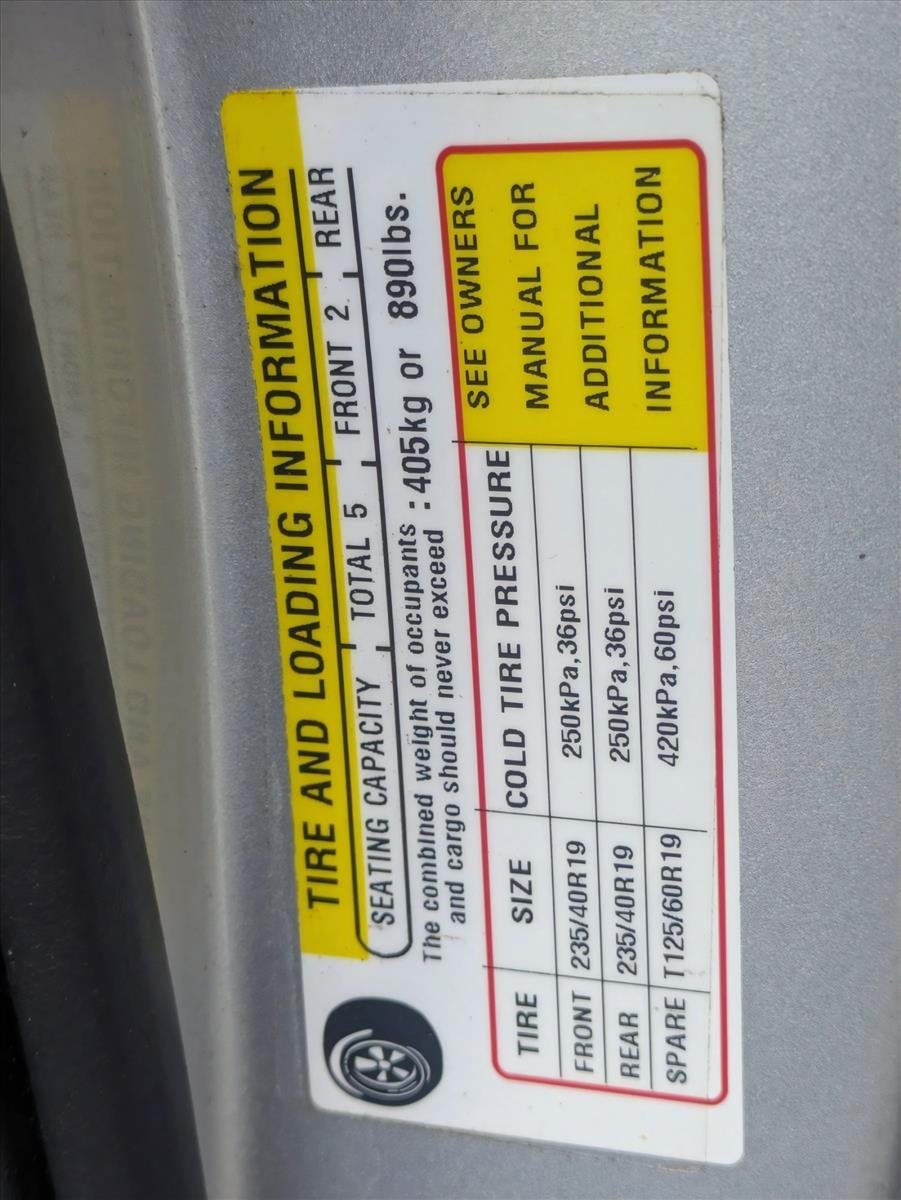 TIRE AND LOADING INFORMATION
SEATING CAPACITY TOTAL 5 FRONT 2 REAR
The combined weight of occupants
and cargo should never exceed : 405kg or 890lbs.
TIRE SIZE COLD TIRE PRESSURE
FRONT 235/40R19 250kPa,36psi
REAR 235/40R19 250kPa,36psi
SPARE T125/60R19 420kPa,60psi
SEE OWNERS
MANUAL FOR
ADDITIONAL
INFORMATION